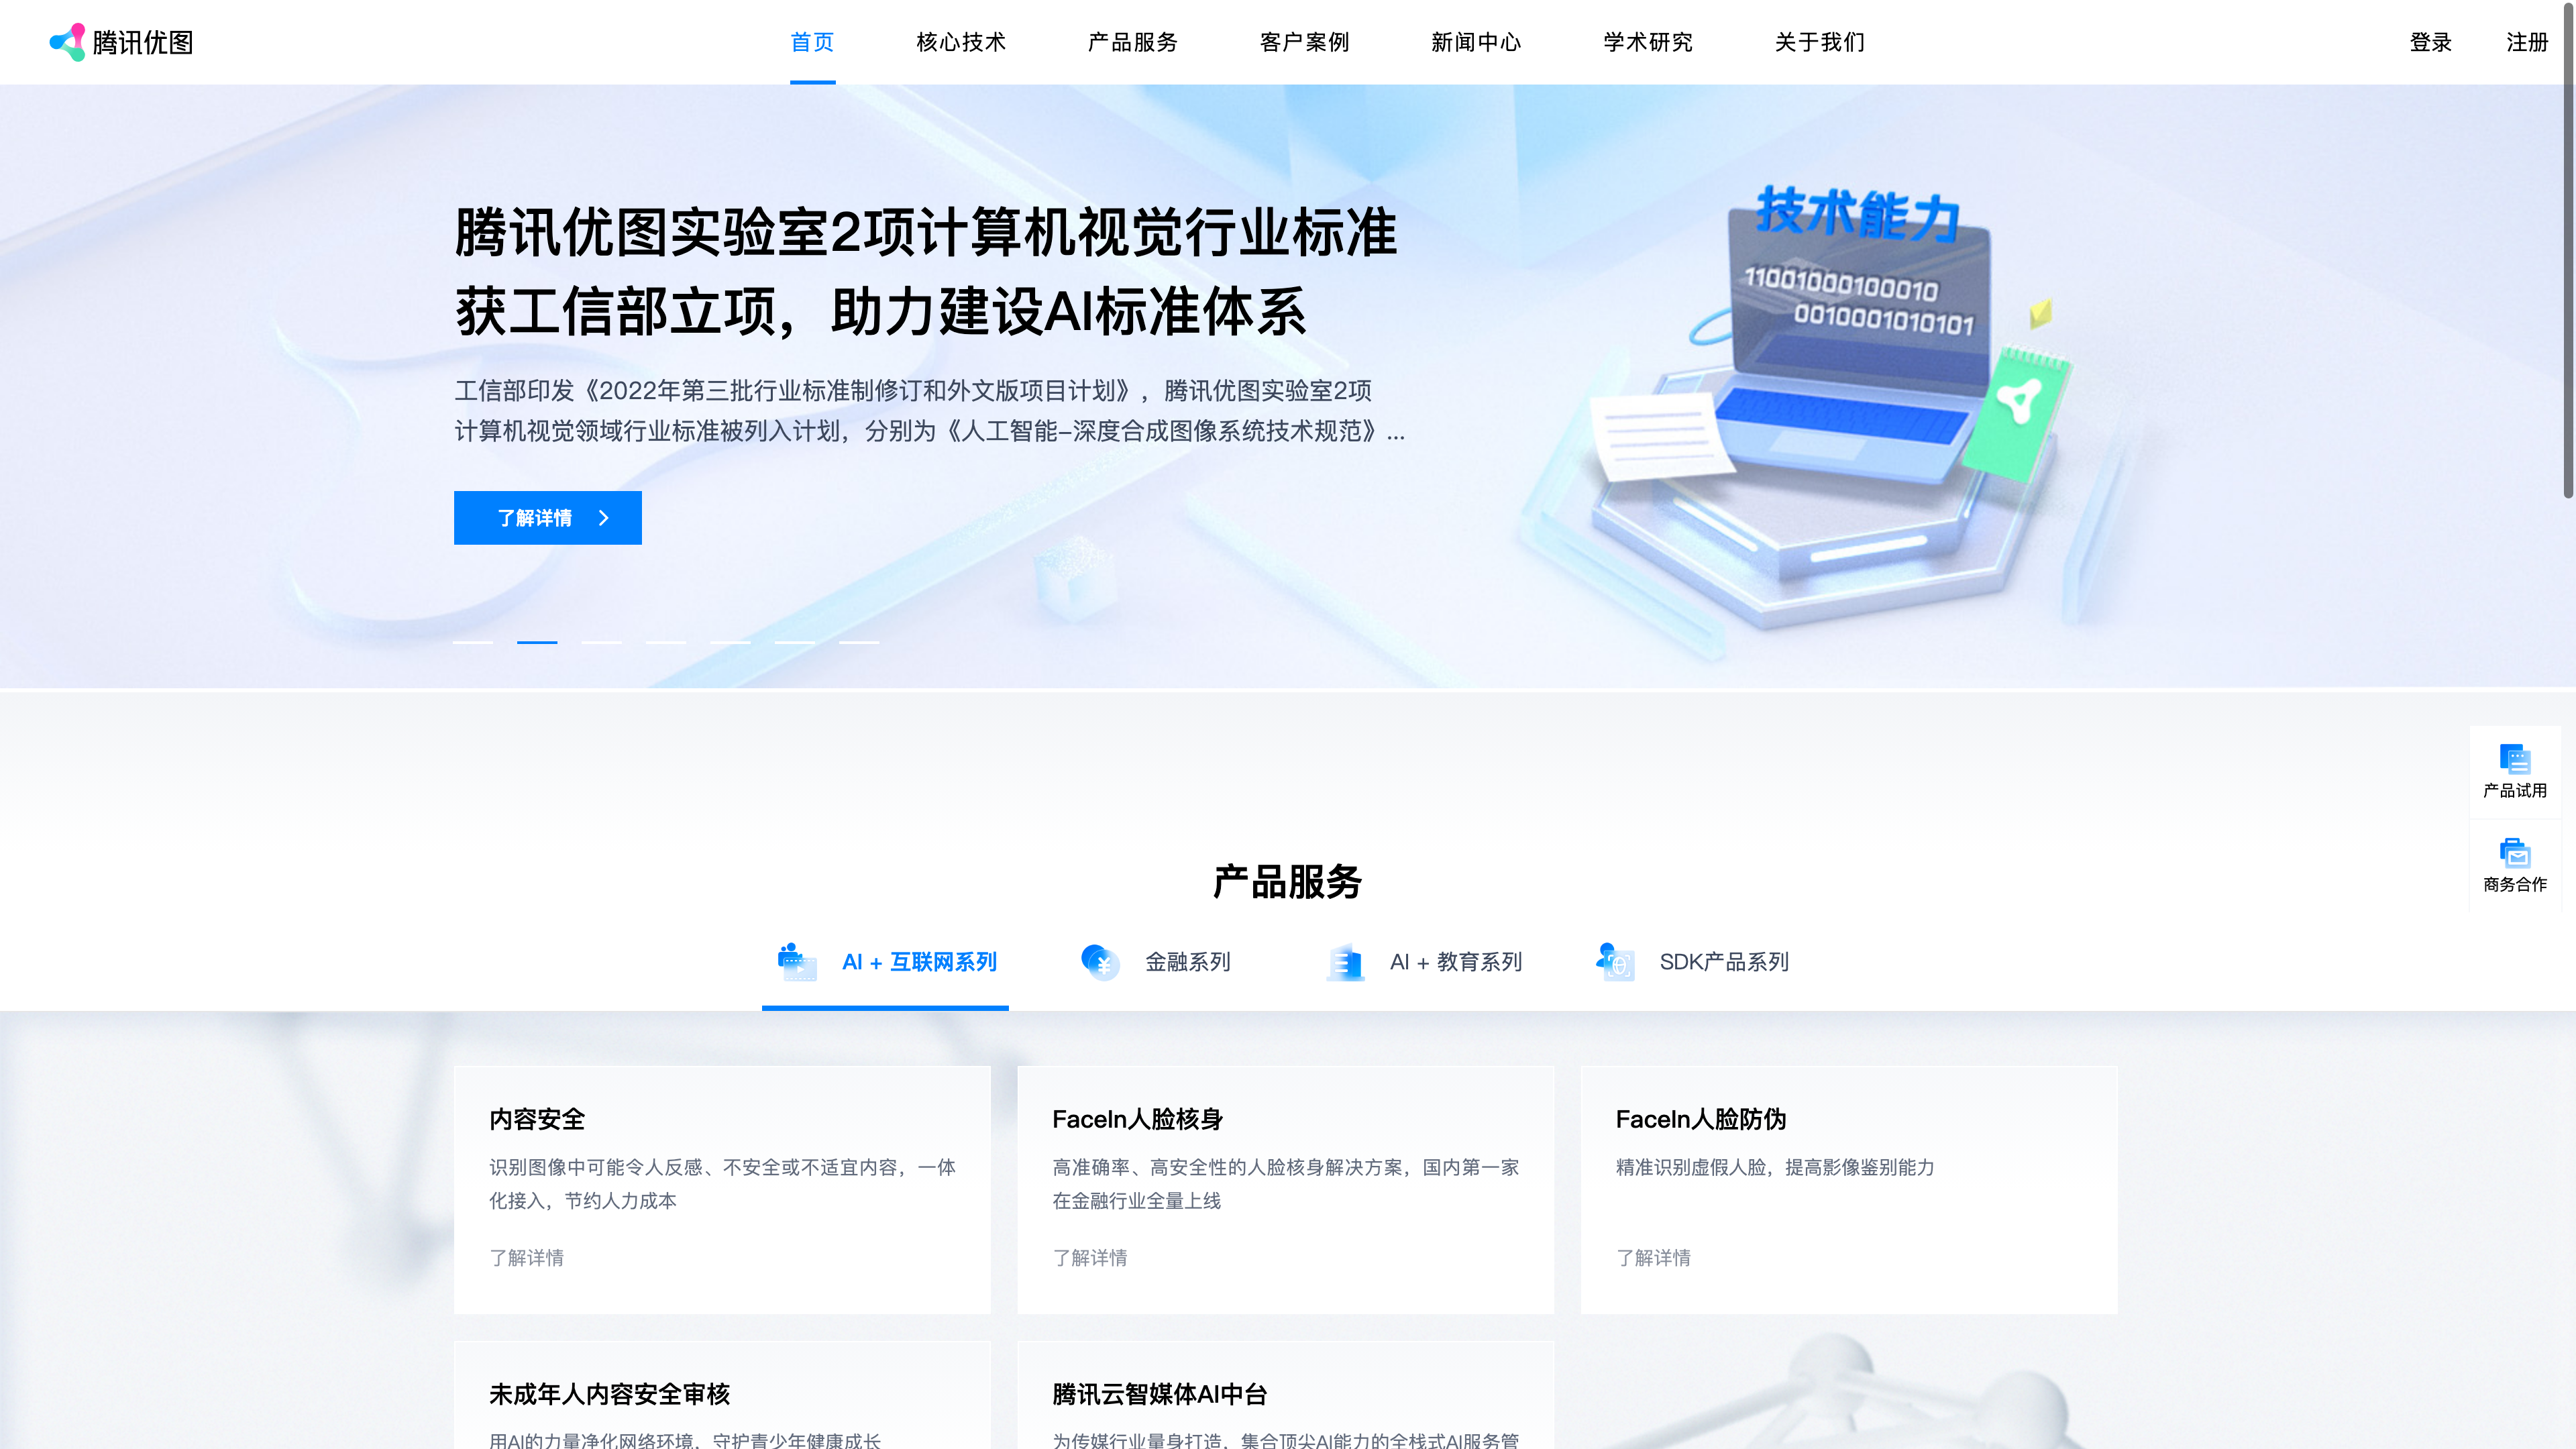 腾讯优图
首页
核心技术
产品服务
客户案例
新闻中心
学术研究
关于我们
登录
注册
腾讯优图实验室2项计算机视觉行业标准
获工信部立项，助力建设AI标准体系
工信部印发《2022年第三批行业标准制修订和外文版项目计划》，腾讯优图实验室2项
计算机视觉领域行业标准被列入计划，分别为《人工智能-深度合成图像系统技术规范》...
了解详情
技术能力
11001000100010
0010001010101
产品试用
商务合作
产品服务
AI + 互联网系列
金融系列
AI + 教育系列
SDK产品系列
内容安全
识别图像中可能令人反感、不安全或不适宜内容，一体
化接入，节约人力成本
了解详情
FaceIn人脸核身
高准确率、高安全性的人脸核身解决方案，国内第一家
在金融行业全量上线
了解详情
FaceIn人脸防伪
精准识别虚假人脸，提高影像鉴别能力
了解详情
未成年人内容安全审核
用AI的力量净化网络环境，守护青少年健康成长
腾讯云智媒体AI中台
为传媒行业量身打造，集合顶尖AI能力的全栈式AI服务管